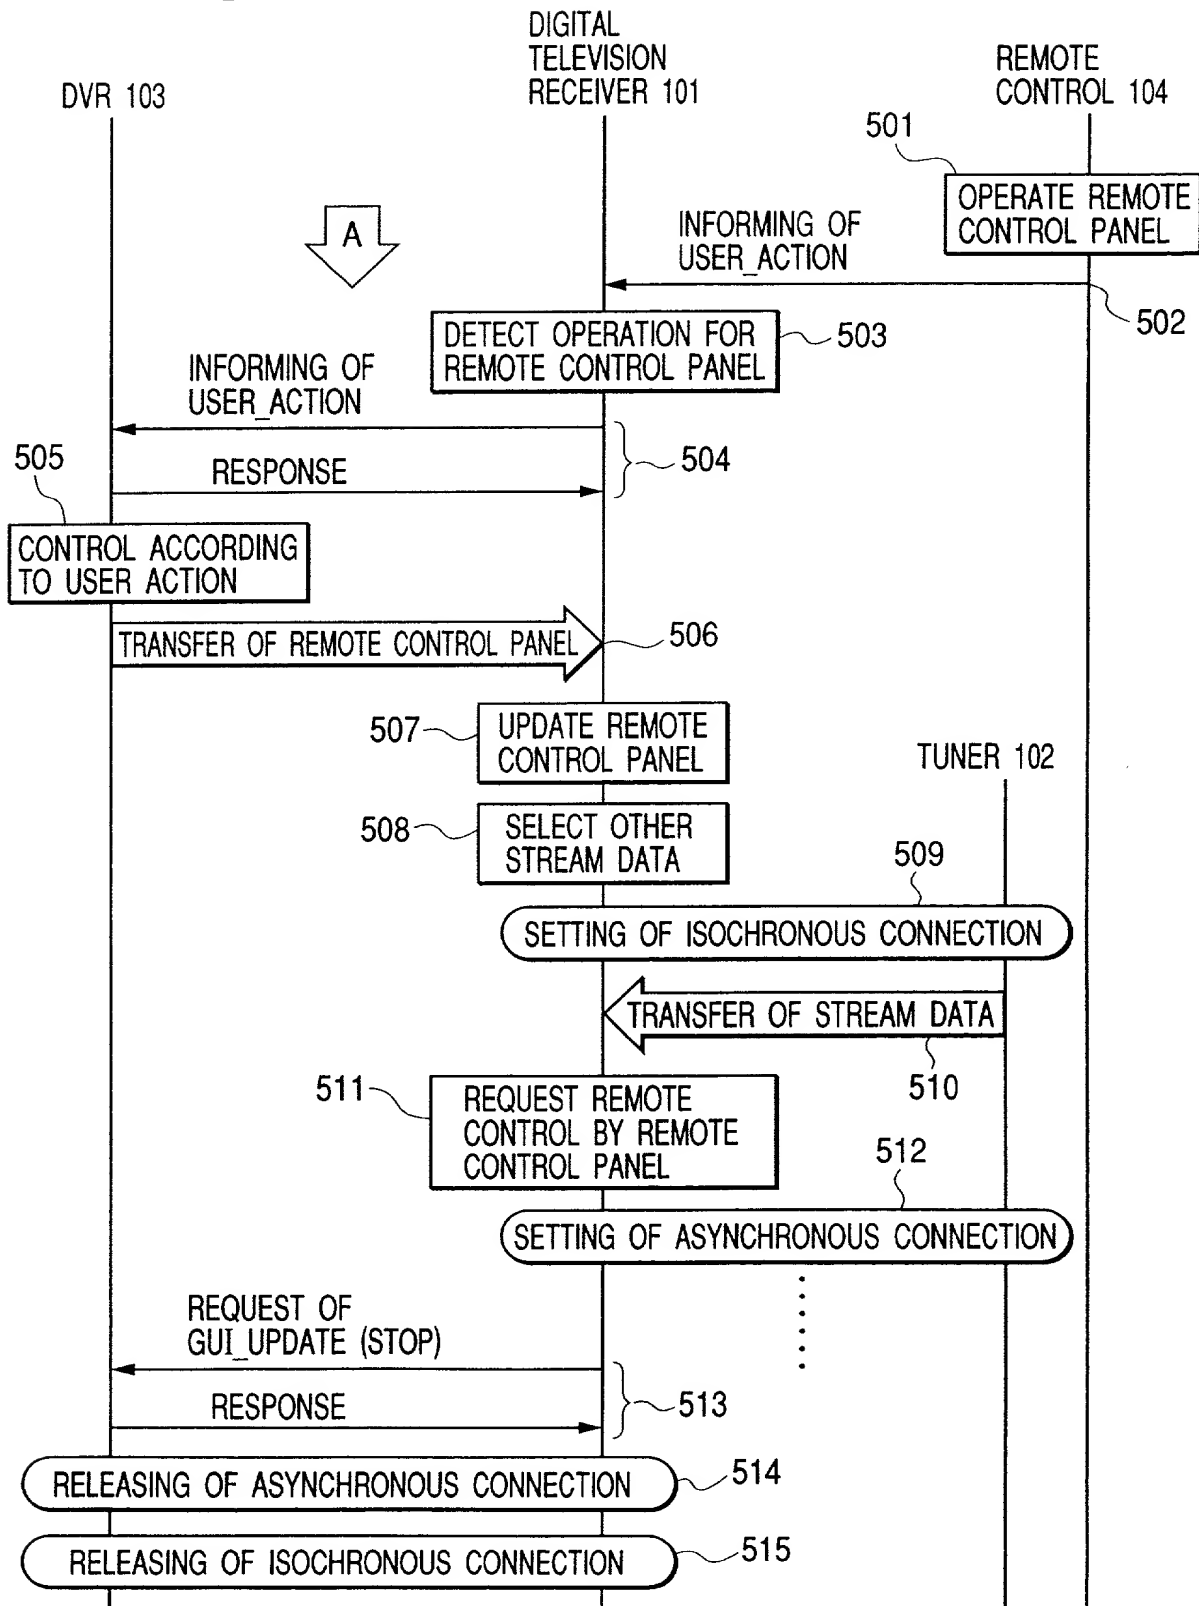 DIGITAL
TELEVISION
RECEIVER 101
REMOTE
CONTROL 104
DVR 103
501
OPERATE REMOTE
CONTROL PANEL
A
INFORMING OF
USER_ACTION
502
DETECT OPERATION FOR
REMOTE CONTROL PANEL
503
INFORMING OF
USER_ACTION
504
505
RESPONSE
CONTROL ACCORDING
TO USER ACTION
TRANSFER OF REMOTE CONTROL PANEL
506
507
UPDATE REMOTE
CONTROL PANEL
TUNER 102
508
SELECT OTHER
STREAM DATA
509
SETTING OF ISOCHRONOUS CONNECTION
TRANSFER OF STREAM DATA
510
511
REQUEST REMOTE
CONTROL BY REMOTE
CONTROL PANEL
512
SETTING OF ASYNCHRONOUS CONNECTION
REQUEST OF
GUI_UPDATE (STOP)
RESPONSE
513
RELEASING OF ASYNCHRONOUS CONNECTION
514
RELEASING OF ISOCHRONOUS CONNECTION
515